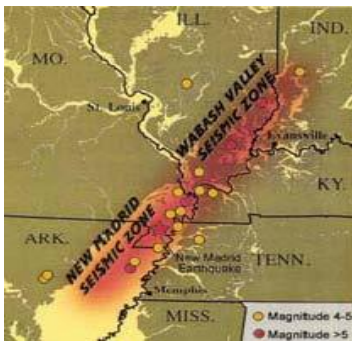 ILL.
IND.
MO.
St. Louis
WABASH VALLEY
SEISMIC ZONE
Evansville
KY.
NEW MADRID
SEISMIC ZONE
ARK.
New Madrid
Earthquake
TENN.
Memphis
MISS.
Magnitude 4-5
Magnitude >5